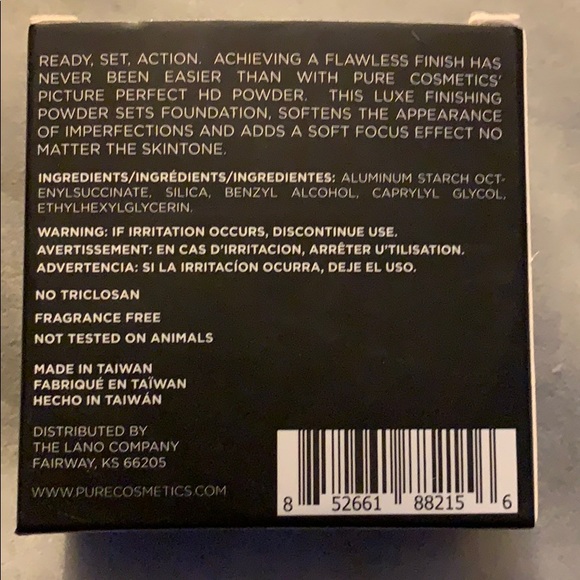 READY, SET, ACTION. ACHIEVING A FLAWLESS FINISH HAS
NEVER BEEN EASIER THAN WITH PURE COSMETICS'
PICTURE PERFECT HD POWDER. THIS LUXE FINISHING
POWDER SETS FOUNDATION, SOFTENS THE APPEARANCE
OF IMPERFECTIONS AND ADDS A SOFT FOCUS EFFECT NO
MATTER THE SKINTONE.
INGREDIENTS/INGRÉDIENTS/INGREDIENTES: ALUMINUM STARCH OCT-
ENYLSUCCINATE, SILICA, BENZYL ALCOHOL, CAPRYLYL GLYCOL,
ETHYLHEXYLGLYCERIN.
WARNING: IF IRRITATION OCCURS, DISCONTINUE USE.
AVERTISSEMENT: EN CAS D'IRRITACION, ARRÊTER U'TILISATION.
ADVERTENCIA: SI LA IRRITACÍON OCURRA, DEJE EL USO.
NO TRICLOSAN
FRAGRANCE FREE
NOT TESTED ON ANIMALS
MADE IN TAIWAN
FABRIQUÉ EN TAÏWAN
HECHO IN TAIWÁN
DISTRIBUTED BY
THE LANO COMPANY
FAIRWAY, KS 66205
WWW.PURECOSMETICS.COM
8 52661 88215 6